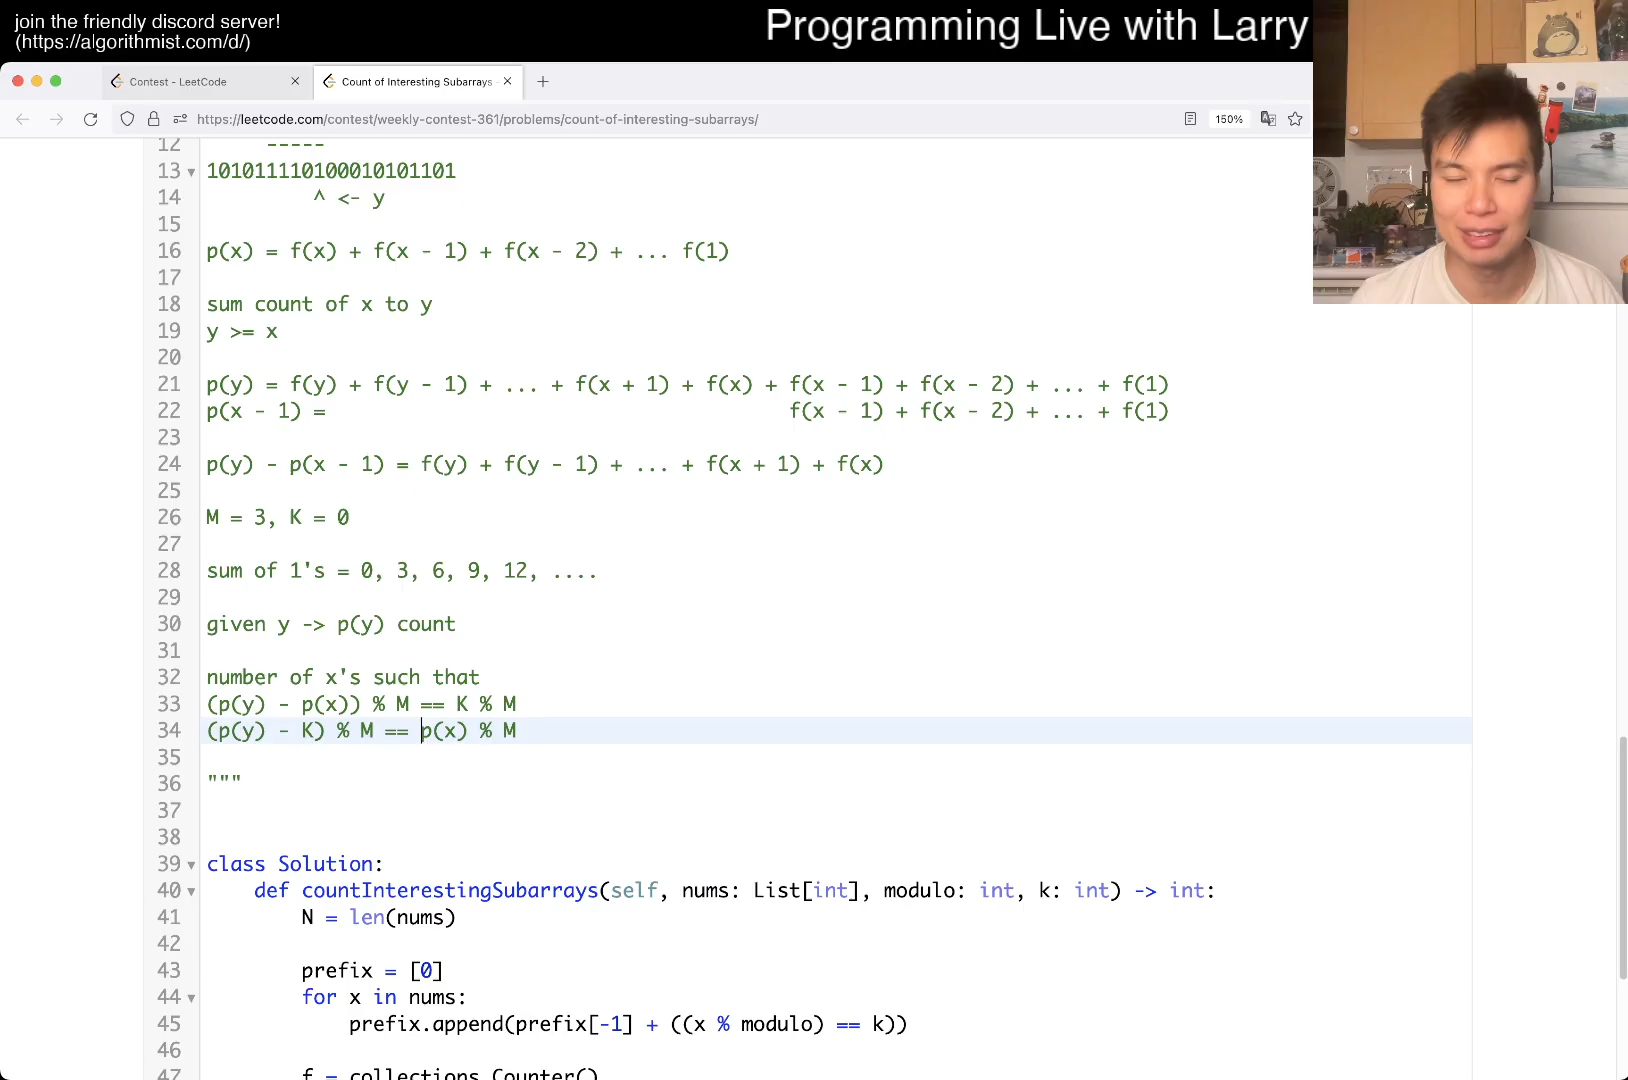 join the friendly discord server!
(https://algorithmist.com/d/)
Programming Live with Larry
Contest - LeetCode
Count of Interesting Subarrays -
https://leetcode.com/contest/weekly-contest-361/problems/count-of-interesting-subarrays/
150%
12 -----
13 101011110100010101101
14 ^ <- y
15
16 p(x) = f(x) + f(x - 1) + f(x - 2) + ... f(1)
17
18 sum count of x to y
19 y >= x
20
21 p(y) = f(y) + f(y - 1) + ... + f(x + 1) + f(x) + f(x - 1) + f(x - 2) + ... + f(1)
22 p(x - 1) = f(x - 1) + f(x - 2) + ... + f(1)
23
24 p(y) - p(x - 1) = f(y) + f(y - 1) + ... + f(x + 1) + f(x)
25
26 M = 3, K = 0
27
28 sum of 1's = 0, 3, 6, 9, 12, ....
29
30 given y -> p(y) count
31
32 number of x's such that
33 (p(y) - p(x)) % M == K % M
34 (p(y) - K) % M == p(x) % M
35
36 """
37
38
39 class Solution:
40 def countInterestingSubarrays(self, nums: List[int], modulo: int, k: int) -> int:
41 N = len(nums)
42
43 prefix = [0]
44 for x in nums:
45 prefix.append(prefix[-1] + ((x % modulo) == k))
46
47 f = collections.Counter()